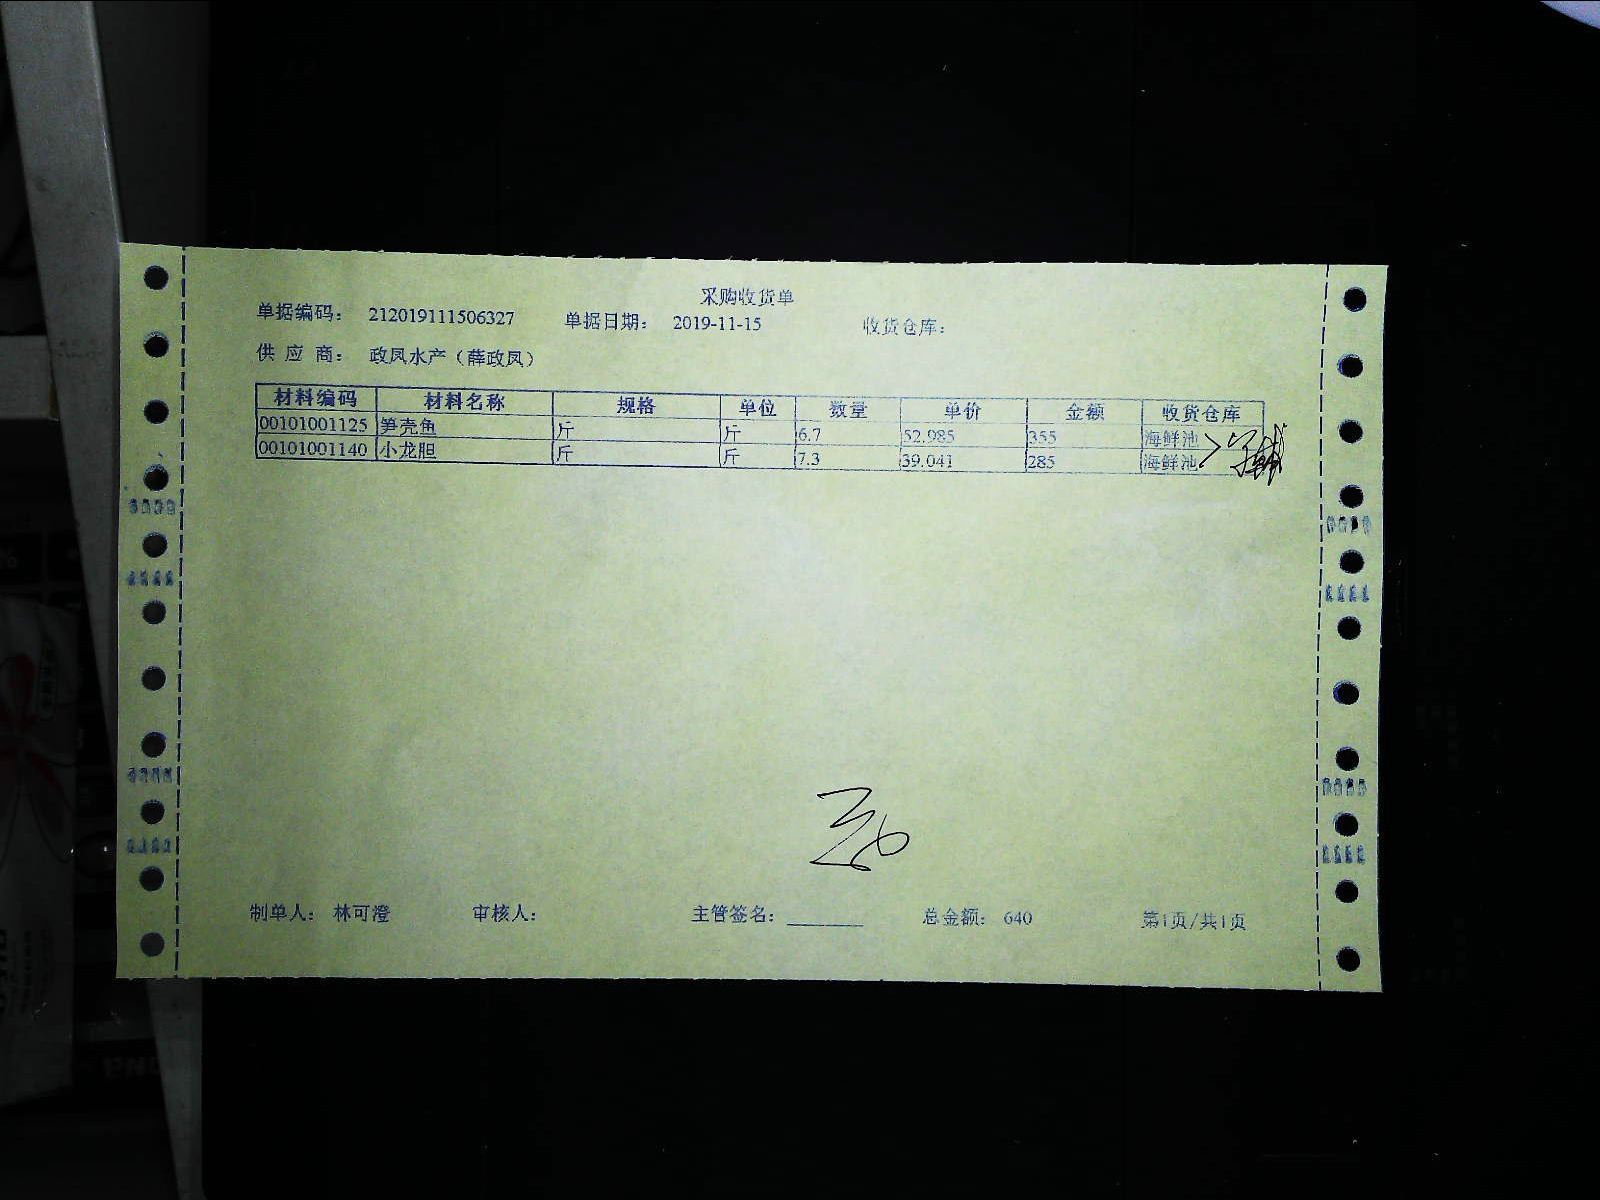 采购收货单
单据编码： 212019111506327 单据日期： 2019-11-15 收货仓库：
供 应 商： 政凤水产（薛政凤）
材料编码 材料名称 规格 单位 数量 单价 金额 收货仓库
00101001125 笋壳鱼 斤 斤 6.7 52.985 355 海鲜池
00101001140 小龙胆 斤 斤 7.3 39.041 285 海鲜池
制单人： 林可澄 审核人： 主管签名： 总金额： 640 第1页/共1页